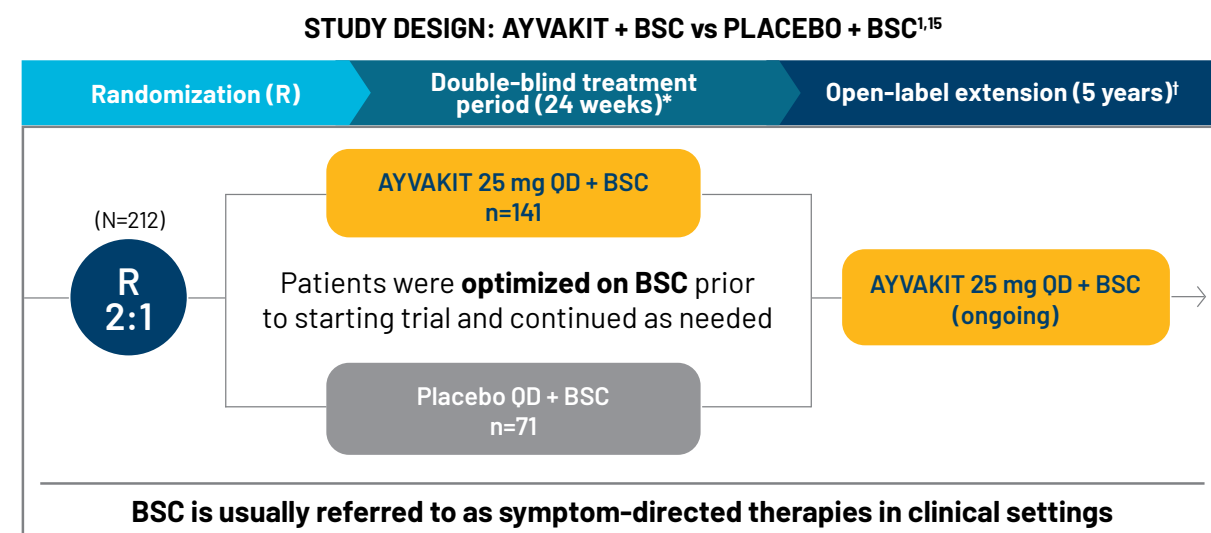 STUDY DESIGN: AYVAKIT + BSC vs PLACEBO + BSC¹,¹⁵
Randomization (R)
Double-blind treatment
period (24 weeks)*
Open-label extension (5 years)†
(N=212)
R
2:1
AYVAKIT 25 mg QD + BSC
n=141
Patients were optimized on BSC prior
to starting trial and continued as needed
Placebo QD + BSC
n=71
AYVAKIT 25 mg QD + BSC
(ongoing)
BSC is usually referred to as symptom-directed therapies in clinical settings